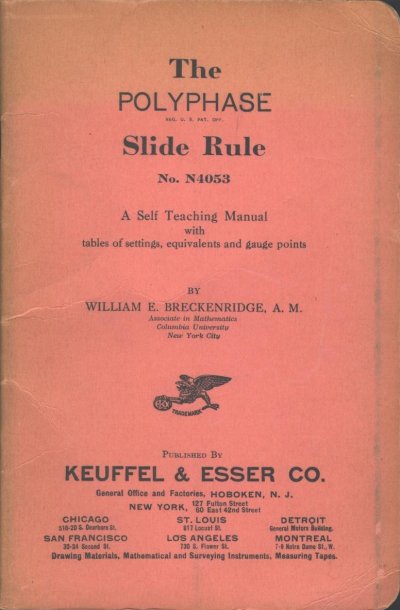 The
POLYPHASE
REG. U. S. PAT. OFF.
Slide Rule
No. N4053
A Self Teaching Manual
with
tables of settings, equivalents and gauge points
BY
WILLIAM E. BRECKENRIDGE, A. M.
Associate in Mathematics
Columbia University
New York City
TRADEMARK
PUBLISHED BY
KEUFFEL & ESSER CO.
General Office and Factories, HOBOKEN, N. J.
NEW YORK, 127 Fulton Street
60 East 42nd Street
CHICAGO ST. LOUIS DETROIT
516-20 S. Dearborn St. 817 Locust St. General Motors Building.
SAN FRANCISCO LOS ANGELES MONTREAL
30-34 Second St. 730 S. Flower St. 7-9 Notre Dame St., W.
Drawing Materials, Mathematical and Surveying Instruments, Measuring Tapes.